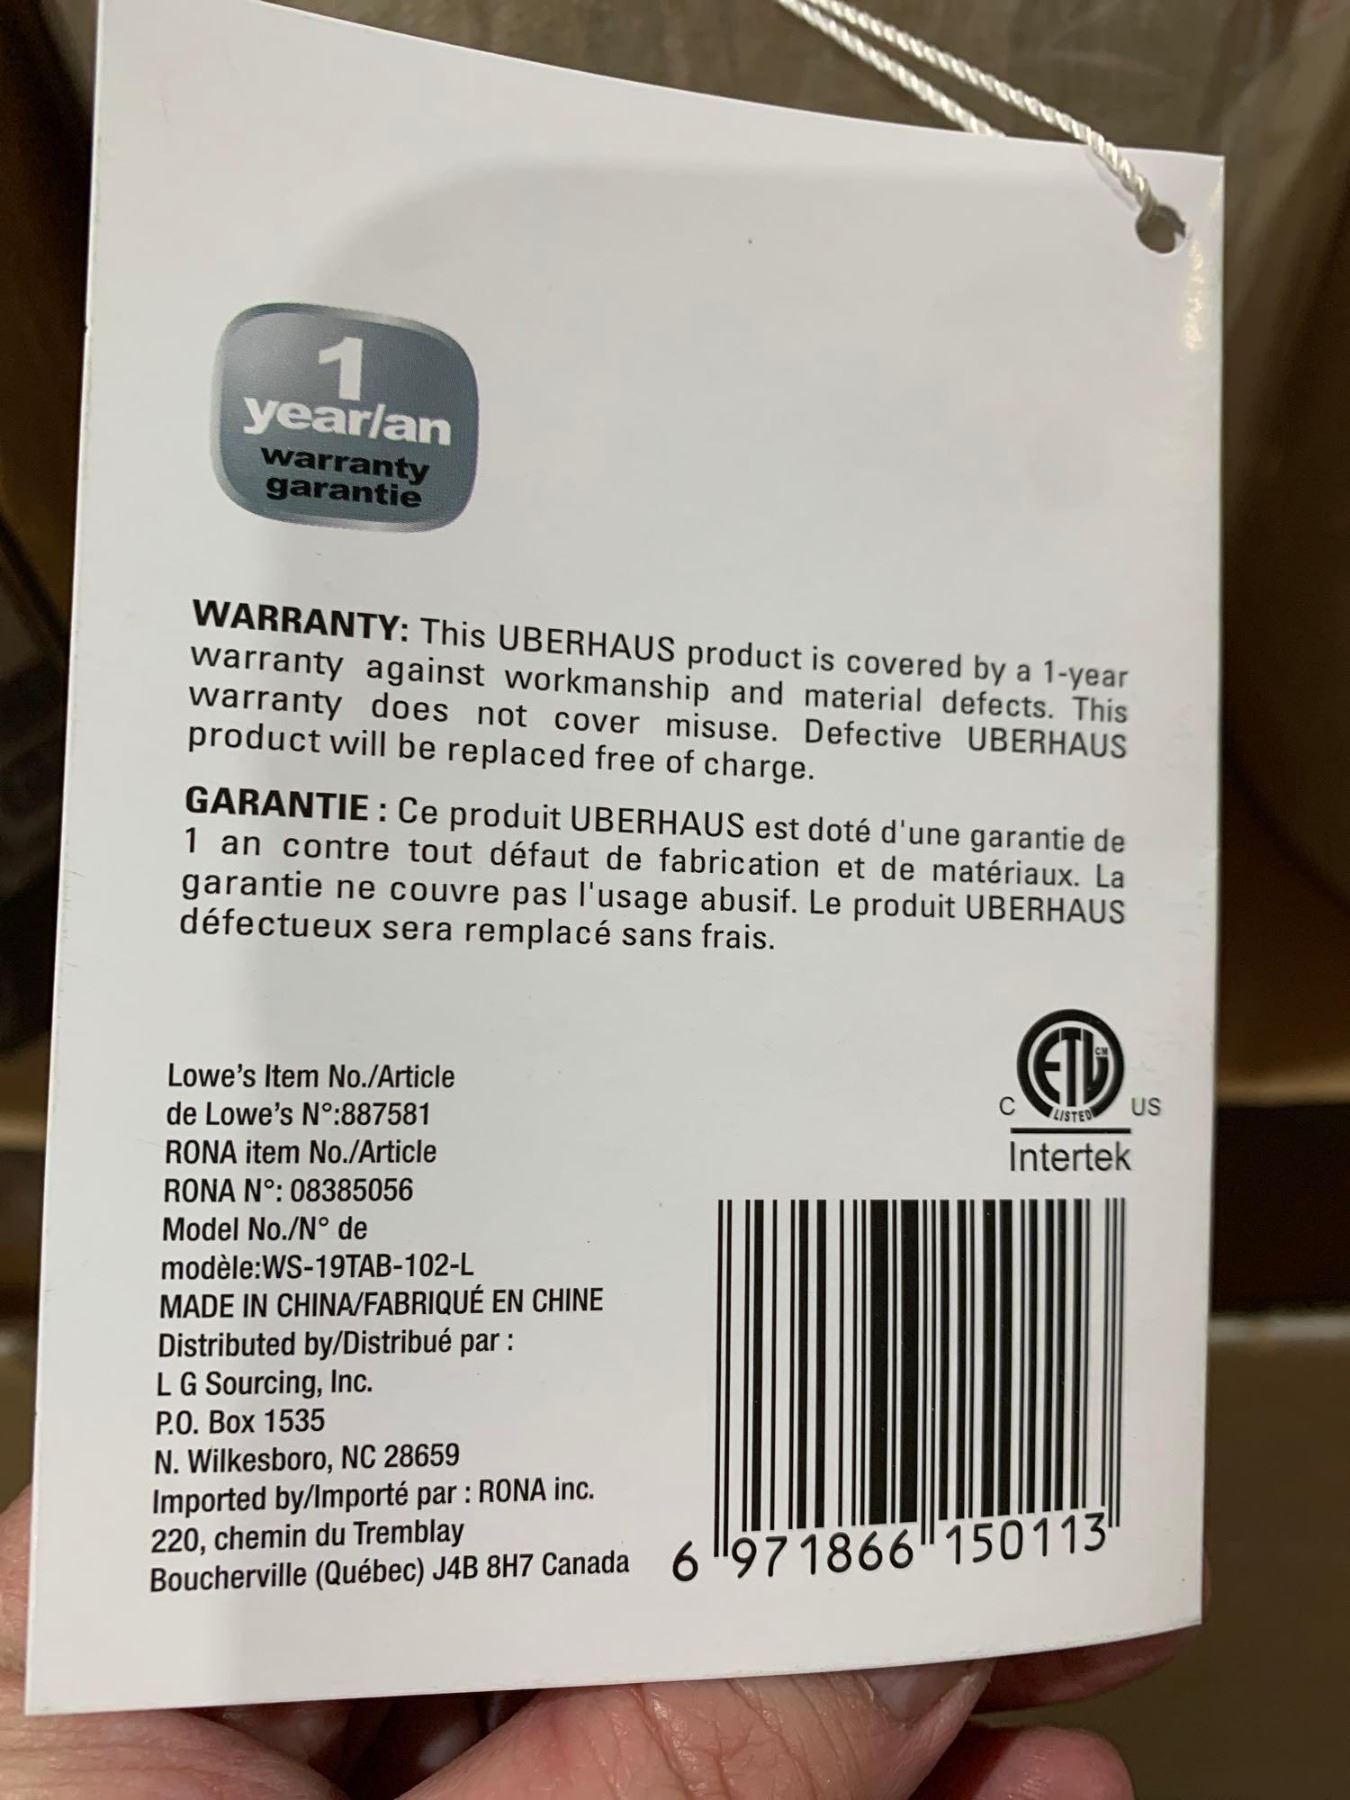 1
year/an
warranty
garantie
WARRANTY: This UBERHAUS product is covered by a 1-year
warranty against workmanship and material defects. This
warranty does not cover misuse. Defective UBERHAUS
product will be replaced free of charge.
GARANTIE : Ce produit UBERHAUS est doté d'une garantie de
1 an contre tout défaut de fabrication et de matériaux. La
garantie ne couvre pas l'usage abusif. Le produit UBERHAUS
défectueux sera remplacé sans frais.
Lowe's Item No./Article
de Lowe's N°:887581
RONA item No./Article
RONA N°: 08385056
Model No./N° de
modèle:WS-19TAB-102-L
MADE IN CHINA/FABRIQUÉ EN CHINE
Distributed by/Distribué par :
L G Sourcing, Inc.
P.O. Box 1535
N. Wilkesboro, NC 28659
Imported by/Importé par : RONA inc.
220, chemin du Tremblay
Boucherville (Québec) J4B 8H7 Canada
ETL CM
LISTED
C US
Intertek
6 971866 150113